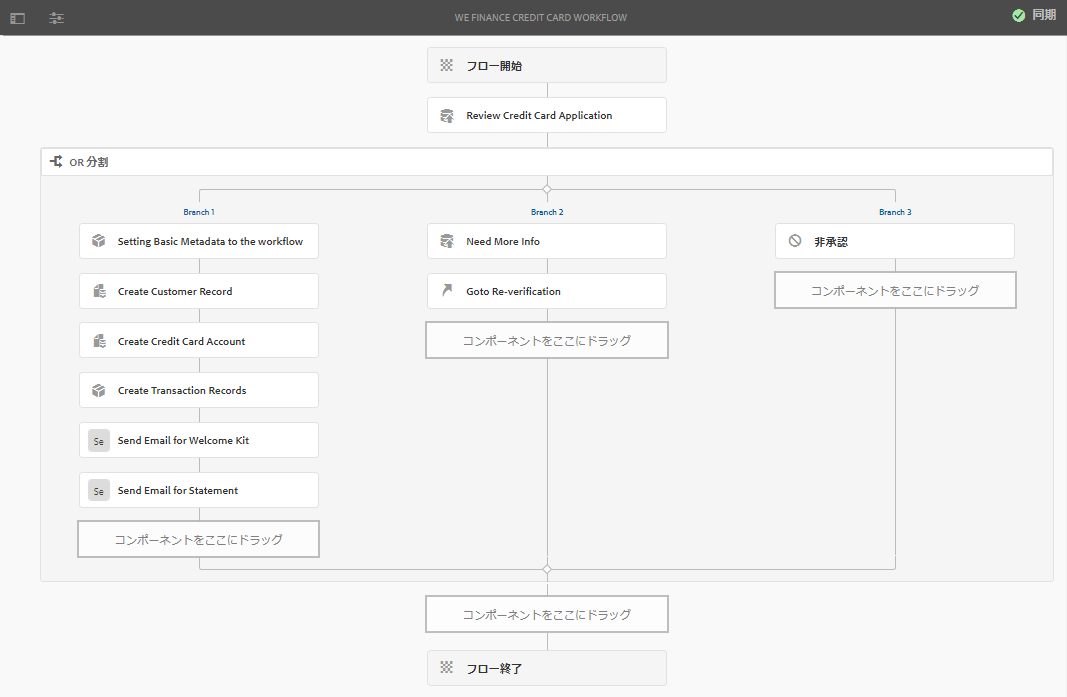 WE FINANCE CREDIT CARD WORKFLOW
同期
フロー開始
Review Credit Card Application
OR 分割
Branch 1
Setting Basic Metadata to the workflow
Create Customer Record
Create Credit Card Account
Create Transaction Records
Se Send Email for Welcome Kit
Se Send Email for Statement
コンポーネントをここにドラッグ
Branch 2
Need More Info
Goto Re-verification
コンポーネントをここにドラッグ
Branch 3
非承認
コンポーネントをここにドラッグ
コンポーネントをここにドラッグ
フロー終了